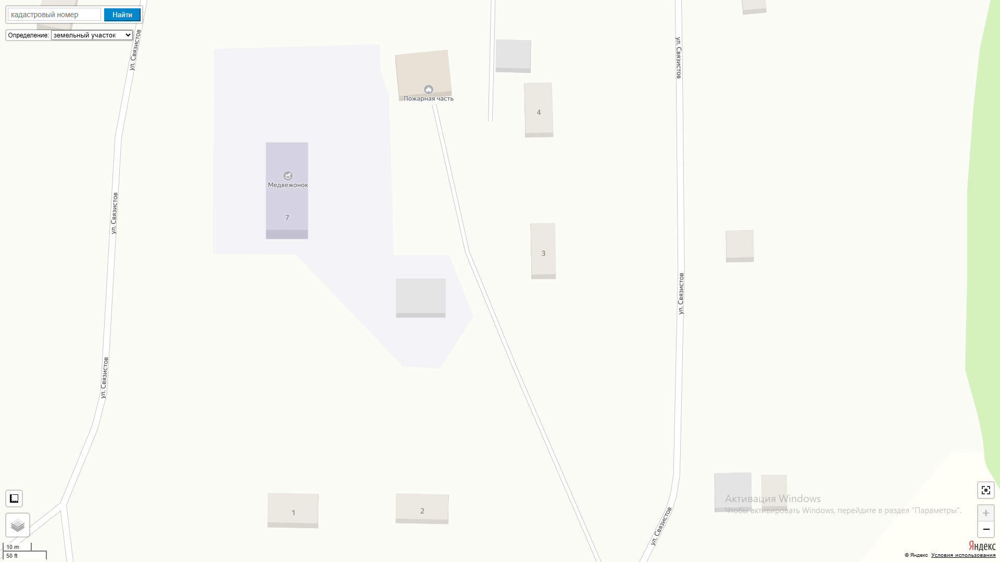 кадастровый номер
Найти
Определение: земельный участок
ул. Связистов
ул. Связистов
Пожарная часть
4
Медвежонок
7
ул. Связистов
3
ул. Связистов
ул. Связистов
1
2
ул. Связистов
Активация Windows
Чтобы активировать Windows, перейдите в раздел "Параметры".
+
−
10 m
50 ft
Яндекс
© Яндекс Условия использования